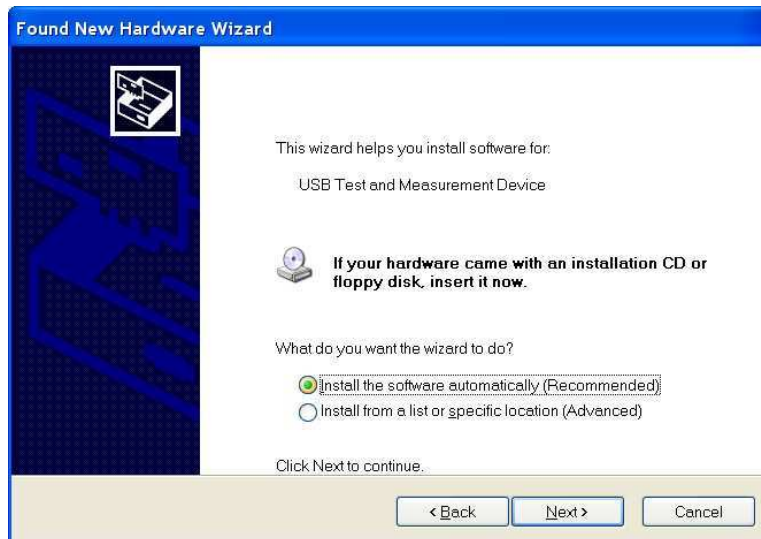 Found New Hardware Wizard
This wizard helps you install software for:
USB Test and Measurement Device
If your hardware came with an installation CD or
floppy disk, insert it now.
What do you want the wizard to do?
Install the software automatically (Recommended)
Install from a list or specific location (Advanced)
Click Next to continue.
< Back Next > Cancel